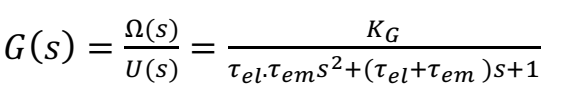 G(s) = Ω(s)/U(s) = K_G/(τ_el.τ_em s²+(τ_el+τ_em )s+1)